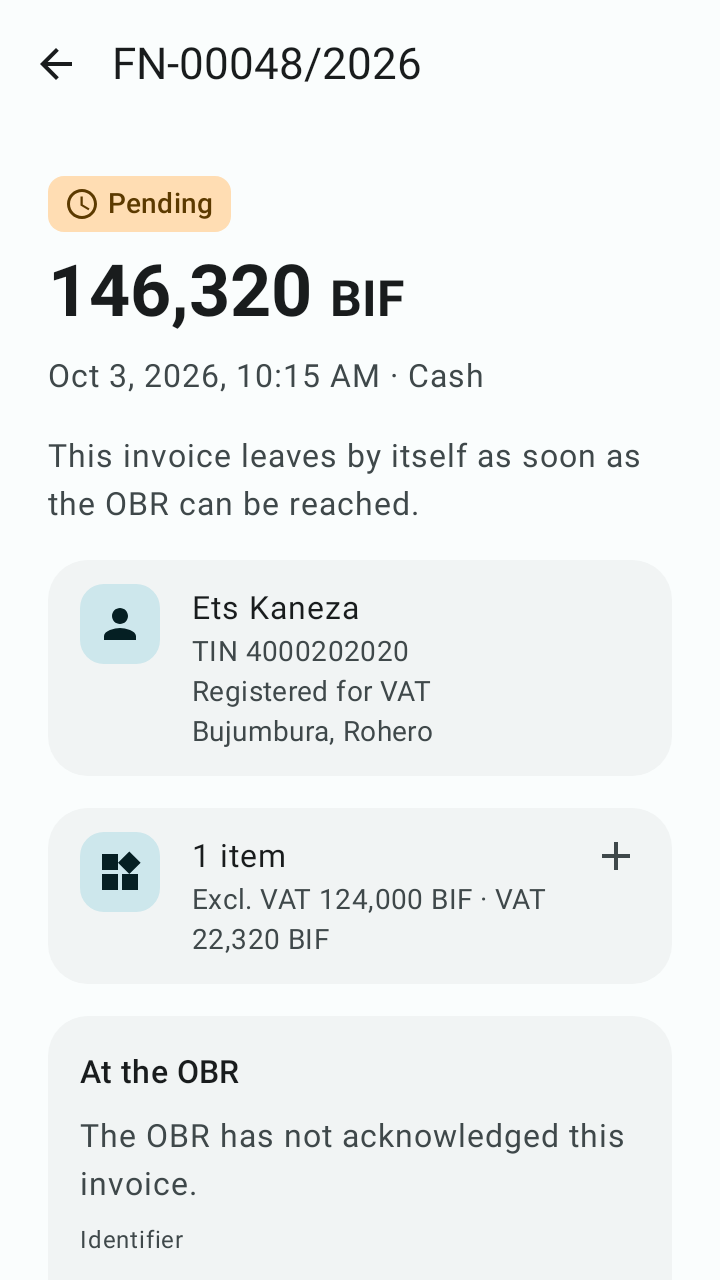 FN-00048/2026
Pending
146,320 BIF
Oct 3, 2026, 10:15 AM · Cash
This invoice leaves by itself as soon as
the OBR can be reached.
Ets Kaneza
TIN 4000202020
Registered for VAT
Bujumbura, Rohero
1 item
Excl. VAT 124,000 BIF · VAT
22,320 BIF
At the OBR
The OBR has not acknowledged this
invoice.
Identifier